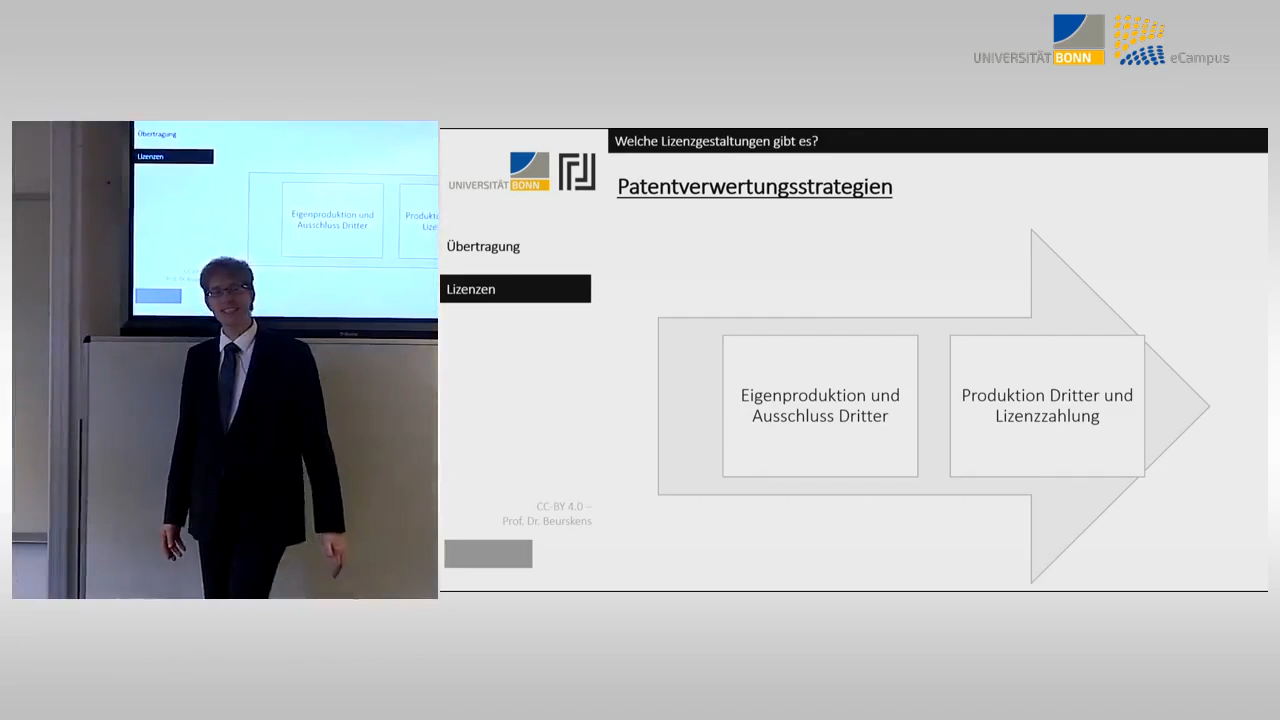 UNIVERSITÄT BONN
eCampus
Übertragung
Lizenzen
Eigenproduktion und
Ausschluss Dritter
UNIVERSITÄT BONN
Übertragung
Lizenzen
CC-BY 4.0 –
Prof. Dr. Beurskens
Welche Lizenzgestaltungen gibt es?
Patentverwertungsstrategien
Eigenproduktion und
Ausschluss Dritter
Produktion Dritter und
Lizenzzahlung